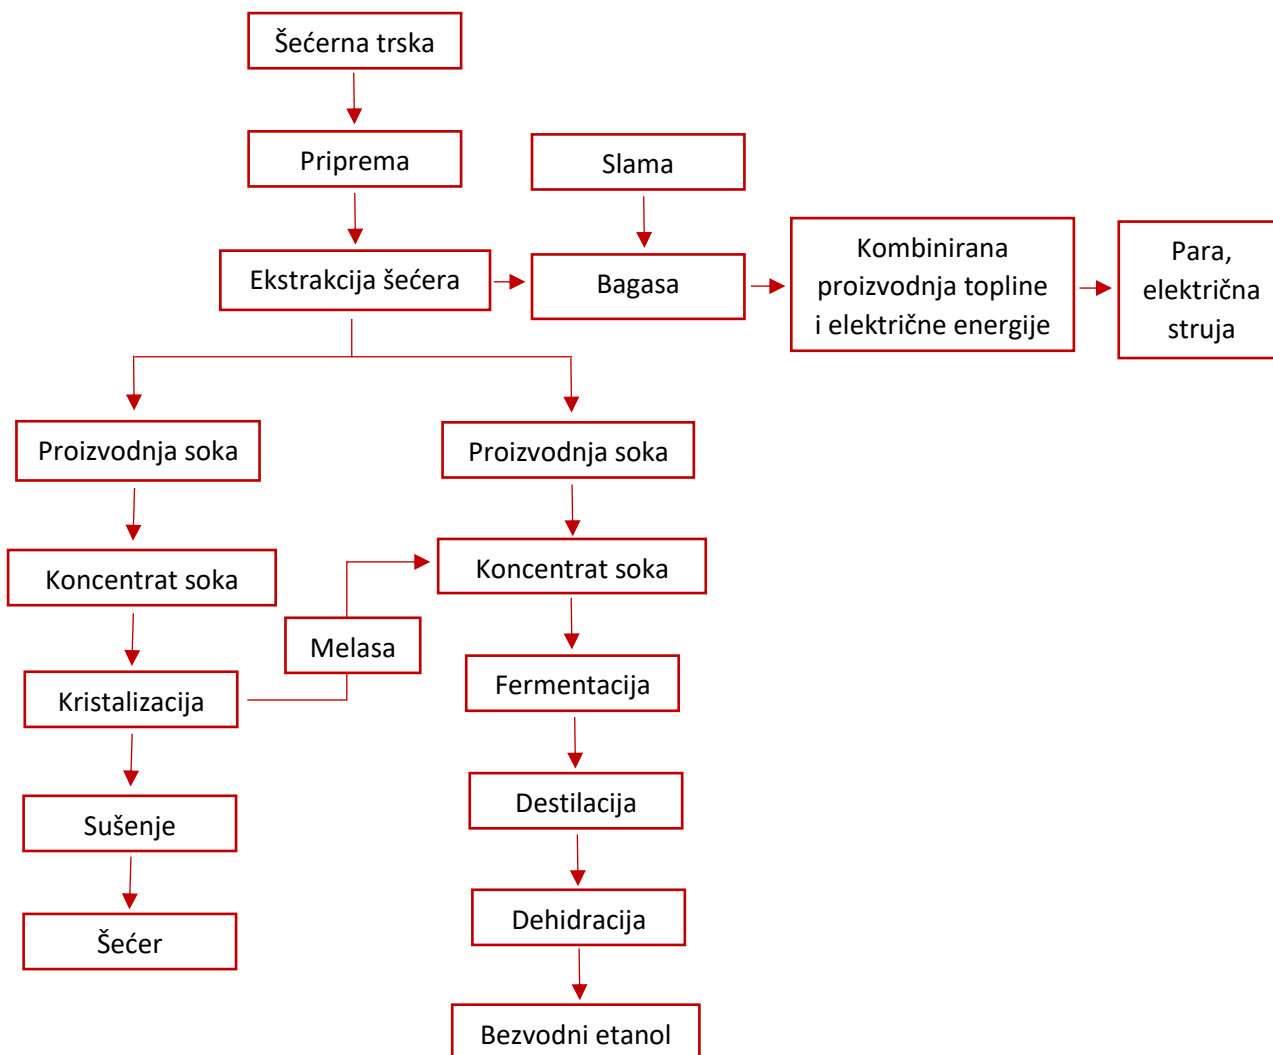 Šećerna trska
Priprema
Slama
Ekstrakcija šećera
Bagasa
Kombinirana
proizvodnja topline
i električne energije
Para,
električna
struja
Proizvodnja soka
Proizvodnja soka
Koncentrat soka
Koncentrat soka
Melasa
Kristalizacija
Fermentacija
Sušenje
Destilacija
Šećer
Dehidracija
Bezvodni etanol